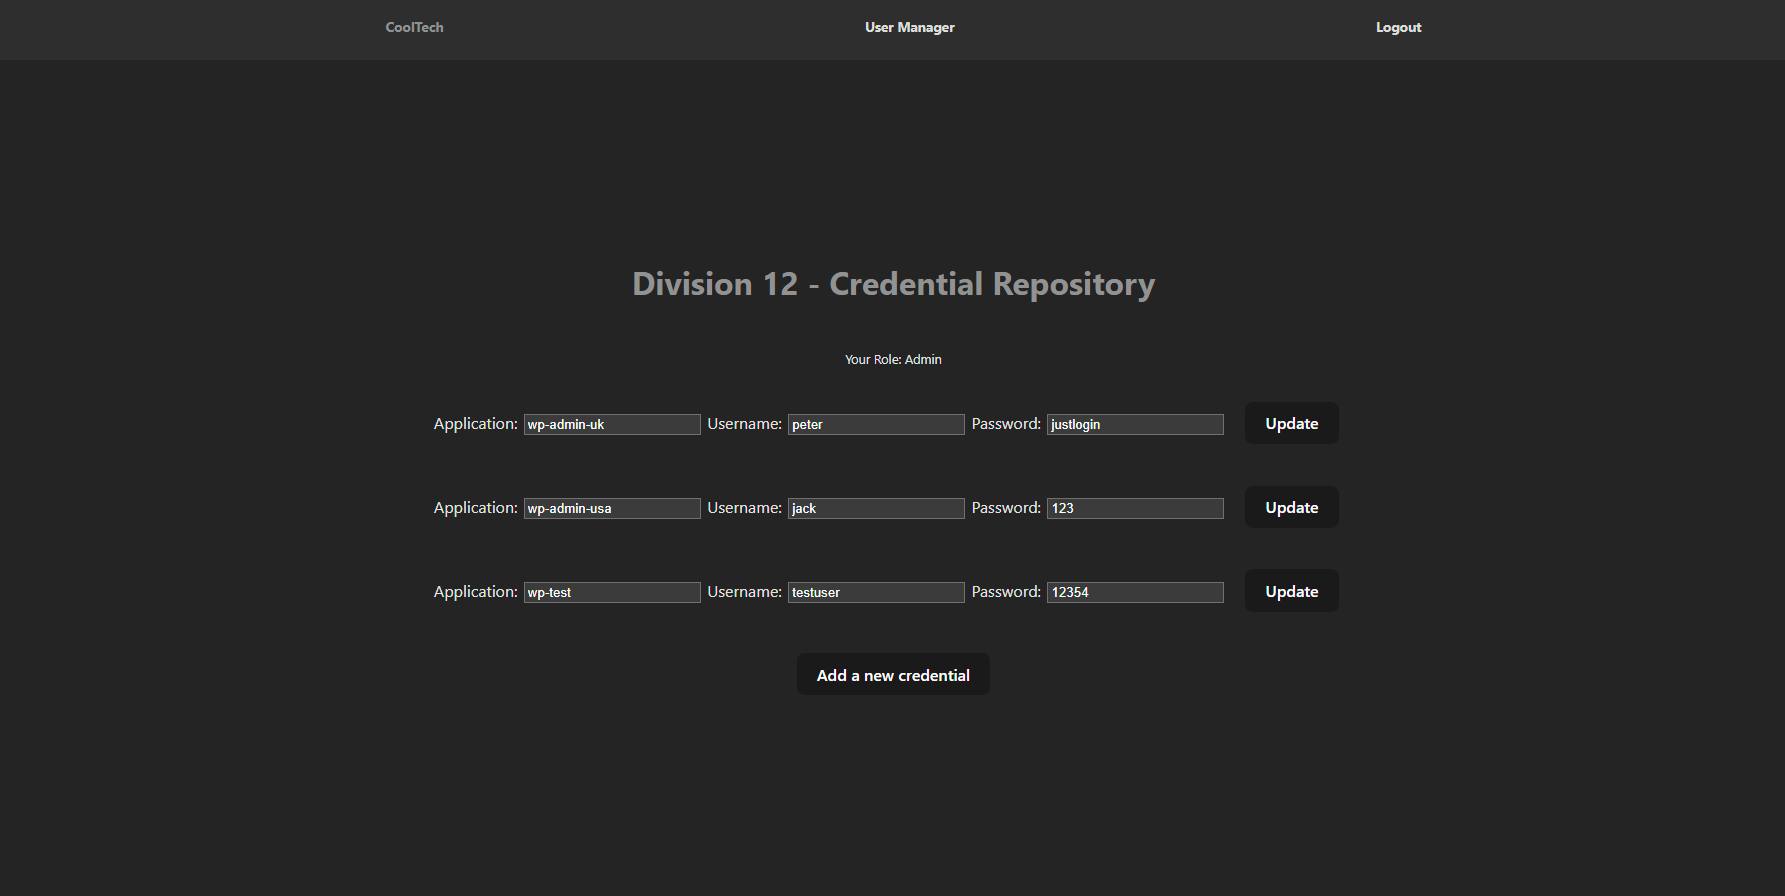 CoolTech User Manager Logout
Division 12 - Credential Repository
Your Role: Admin
Application: wp-admin-uk Username: peter Password: justlogin Update
Application: wp-admin-usa Username: jack Password: 123 Update
Application: wp-test Username: testuser Password: 12354 Update
Add a new credential